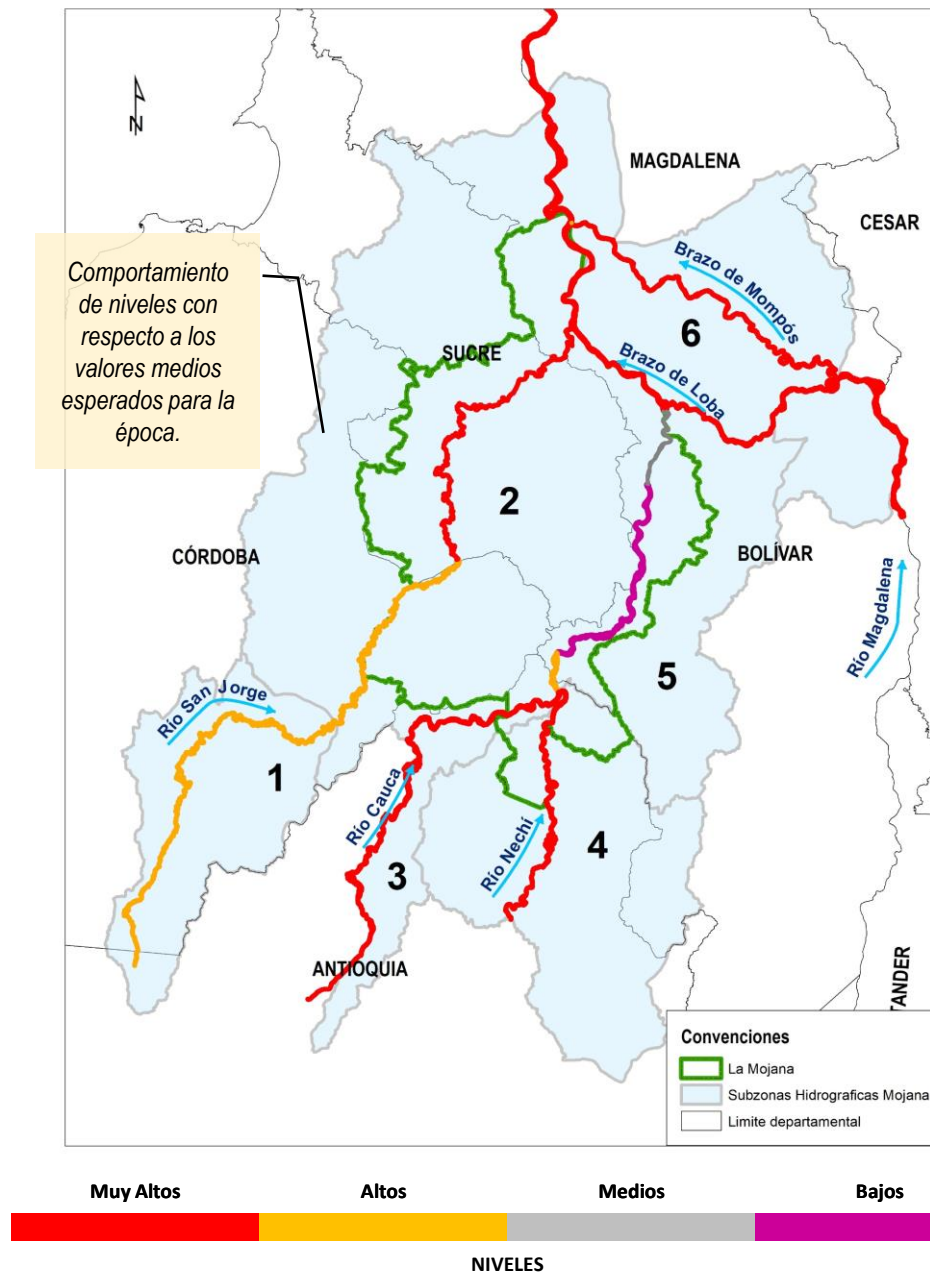 N
MAGDALENA
CESAR
Comportamiento
de niveles con
respecto a los
valores medios
esperados para la
época.
Brazo de Mompós
6
SUCRE
Brazo de Loba
2
CÓRDOBA
BOLÍVAR
Río Magdalena
5
Río San Jorge
1
Río Cauca
Río Nechí
4
3
ANTIOQUIA
TANDER
Convenciones
La Mojana
Subzonas Hidrograficas Mojana
Limite departamental
Muy Altos
Altos
Medios
Bajos
NIVELES